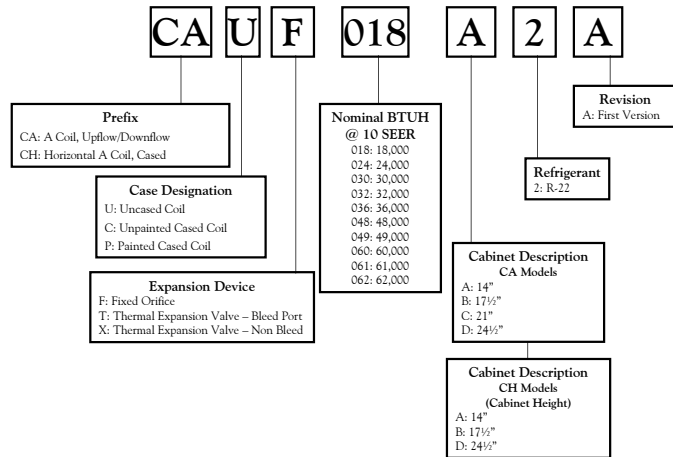 CA U F 018 A 2 A
Prefix
CA: A Coil, Upflow/Downflow
CH: Horizontal A Coil, Cased
Case Designation
U: Uncased Coil
C: Unpainted Cased Coil
P: Painted Cased Coil
Expansion Device
F: Fixed Orifice
T: Thermal Expansion Valve – Bleed Port
X: Thermal Expansion Valve – Non Bleed
Nominal BTUH
@ 10 SEER
018: 18,000
024: 24,000
030: 30,000
032: 32,000
036: 36,000
048: 48,000
049: 49,000
060: 60,000
061: 61,000
062: 62,000
Revision
A: First Version
Refrigerant
2: R-22
Cabinet Description
CA Models
A: 14”
B: 17½”
C: 21”
D: 24½”
Cabinet Description
CH Models
(Cabinet Height)
A: 14”
B: 17½”
D: 24½”